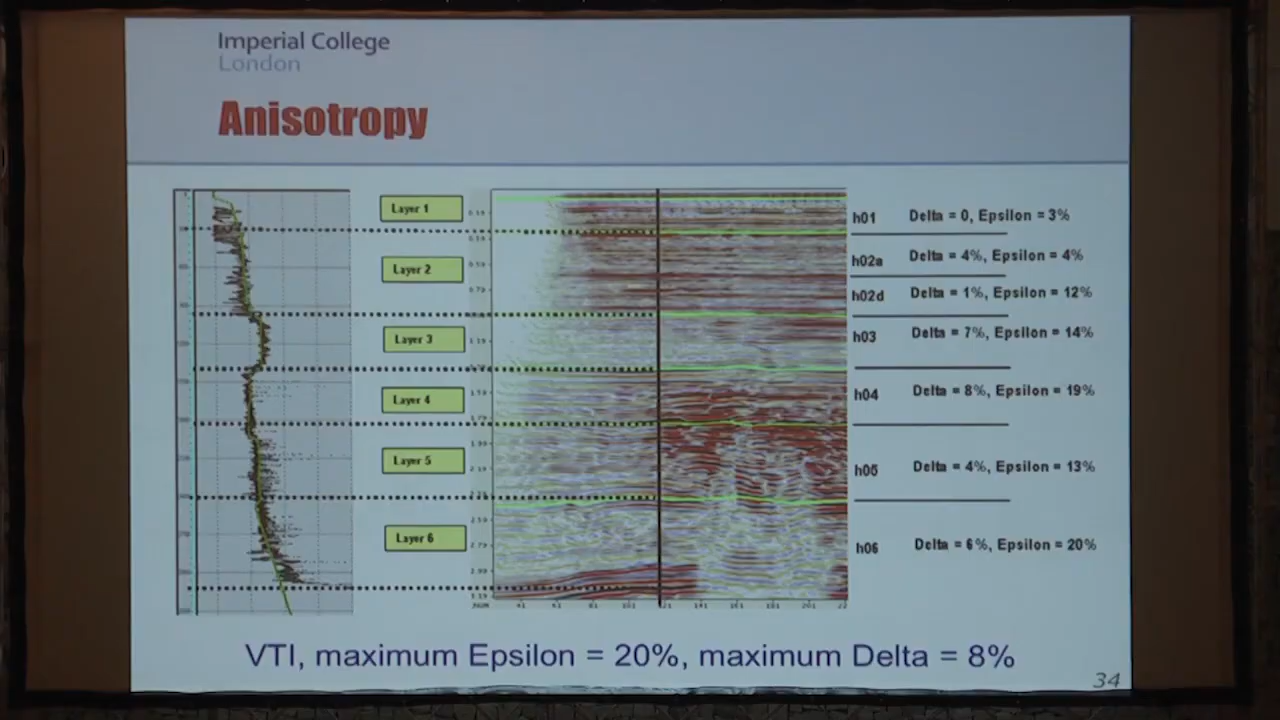 Imperial College
London
Anisotropy
Layer 1
Layer 2
Layer 3
Layer 4
Layer 5
Layer 6
h01 Delta = 0, Epsilon = 3%
h02a Delta = 4%, Epsilon = 4%
h02d Delta = 1%, Epsilon = 12%
h03 Delta = 7%, Epsilon = 14%
h04 Delta = 8%, Epsilon = 19%
h05 Delta = 4%, Epsilon = 13%
h06 Delta = 6%, Epsilon = 20%
VTI, maximum Epsilon = 20%, maximum Delta = 8%
34